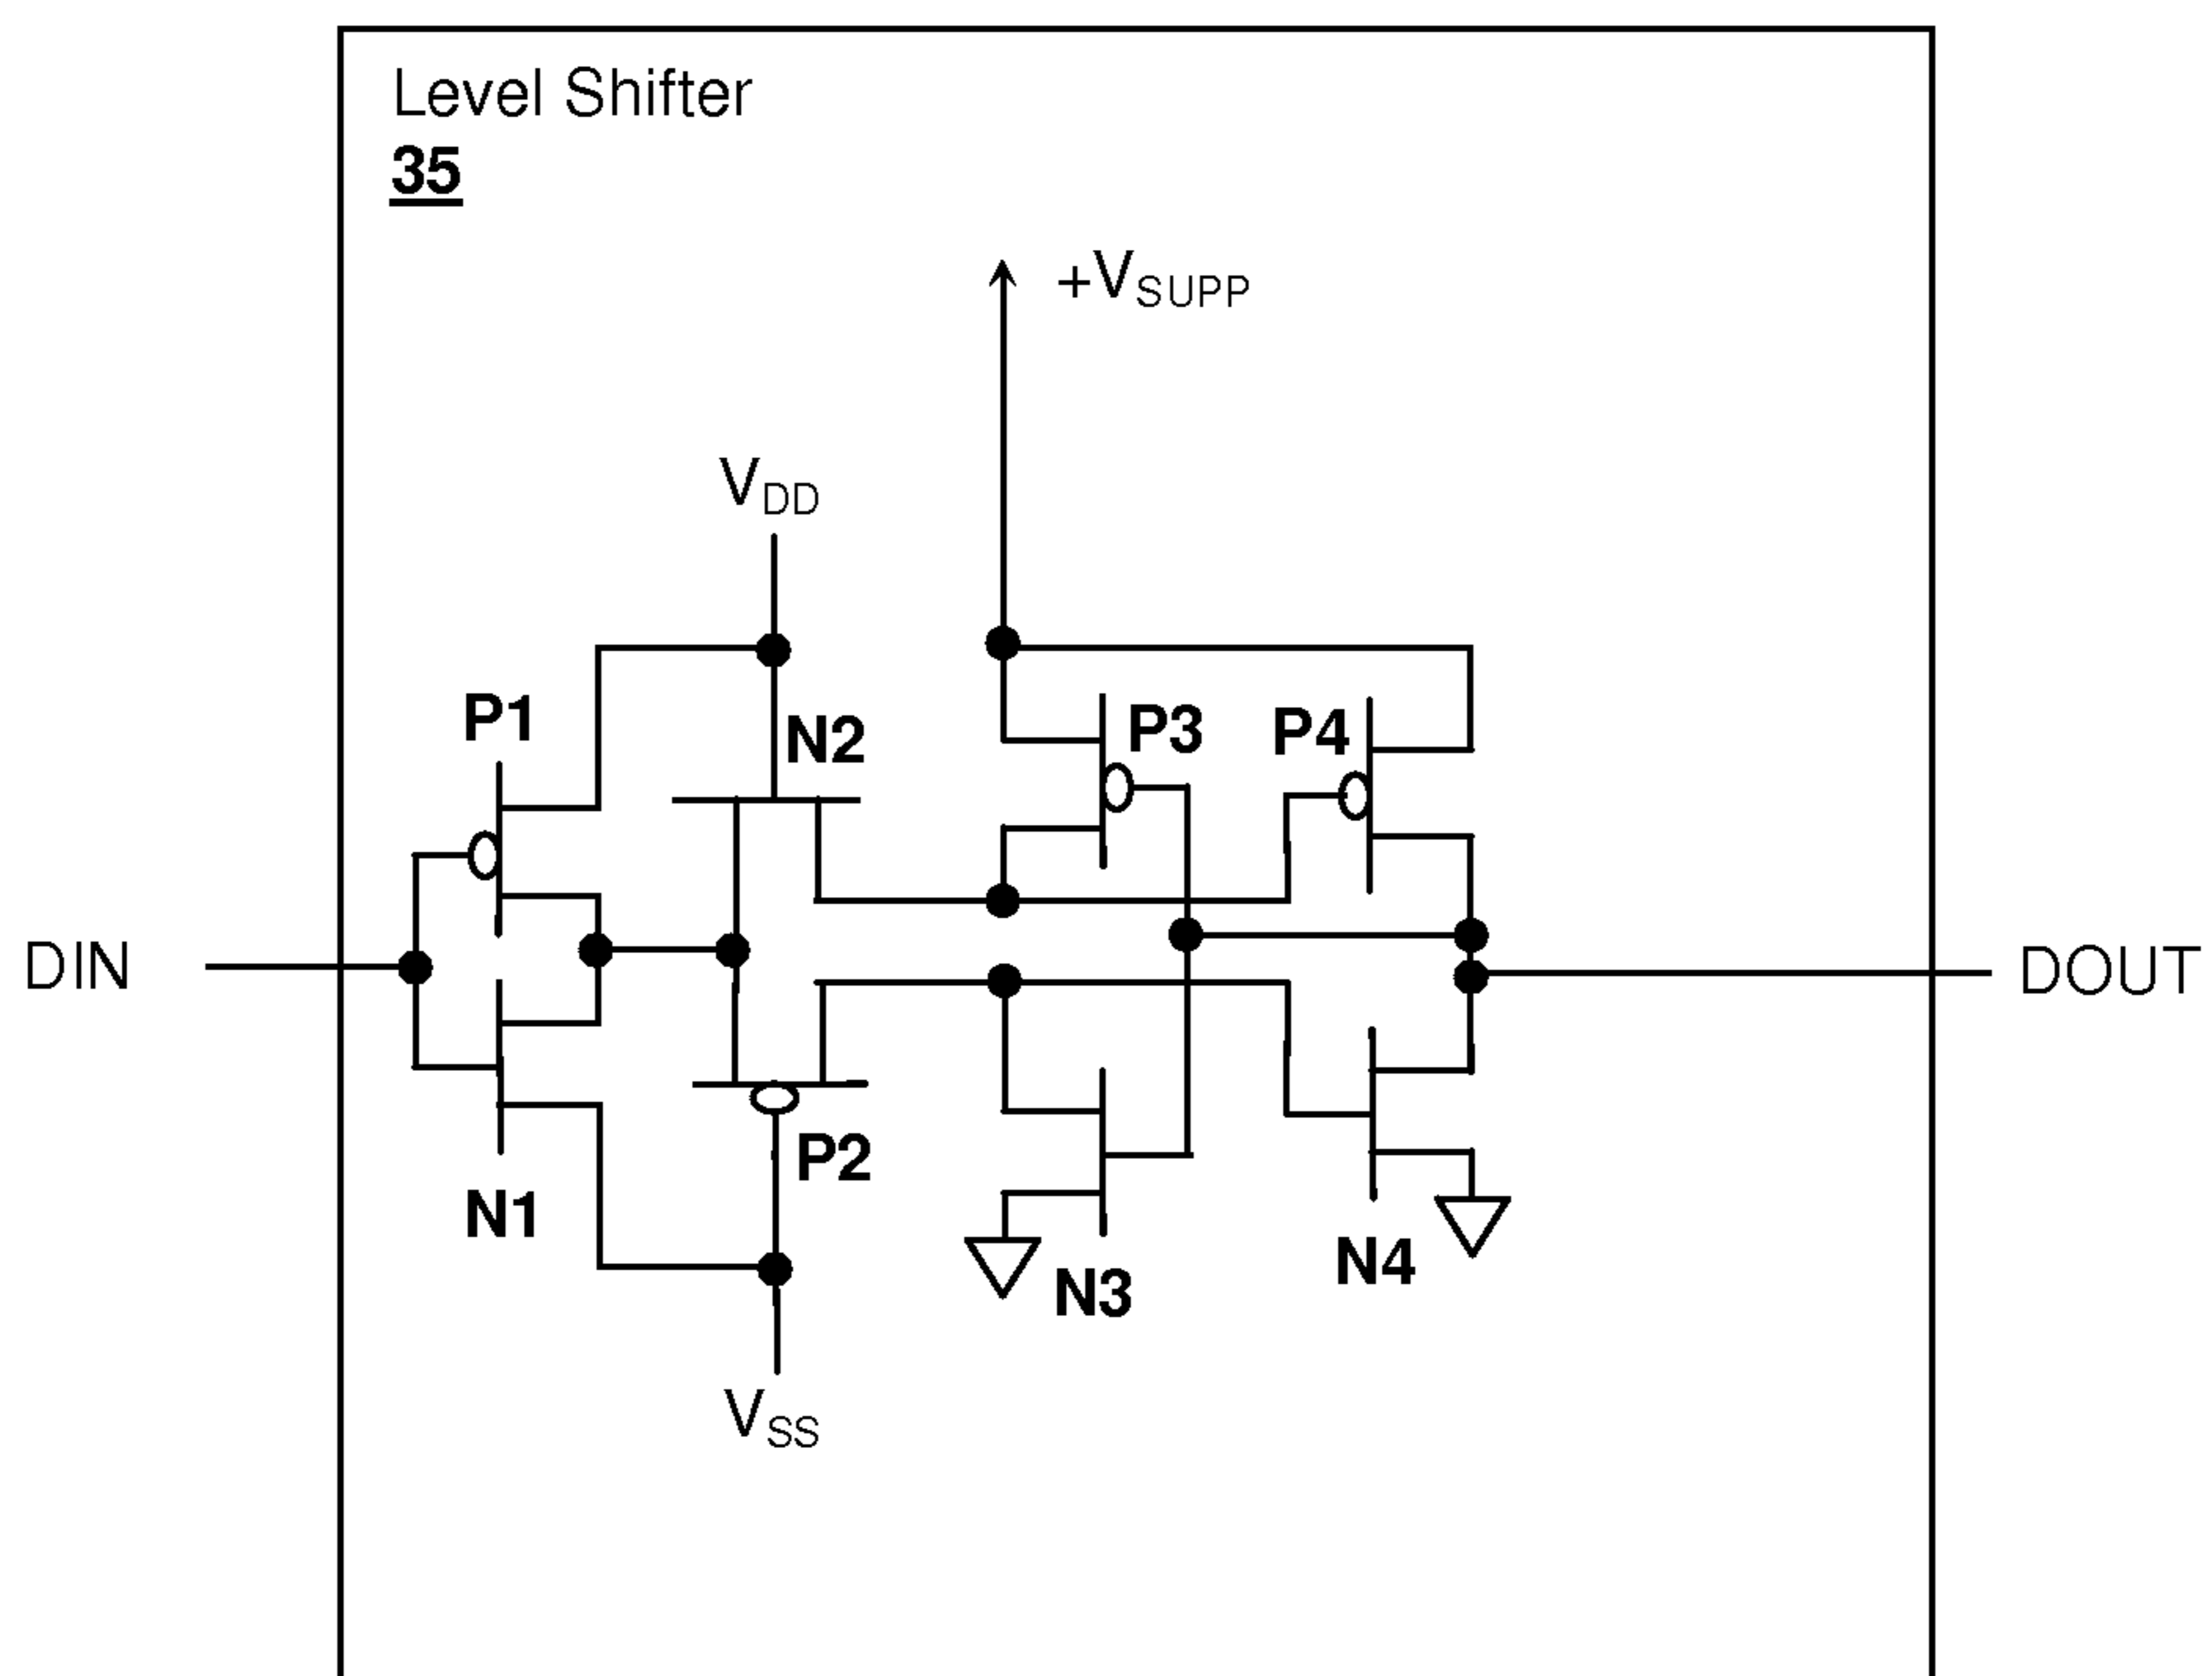 Level Shifter
35
+VSUPP
VDD
P1
N2
P3
P4
DIN
DOUT
P2
N1
N3
N4
VSS